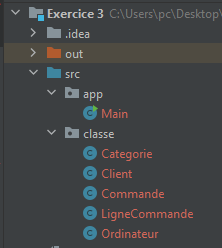 Exercice 3 C:\Users\pc\Desktop\
.idea
out
src
app
Main
classe
Categorie
Client
Commande
LigneCommande
Ordinateur